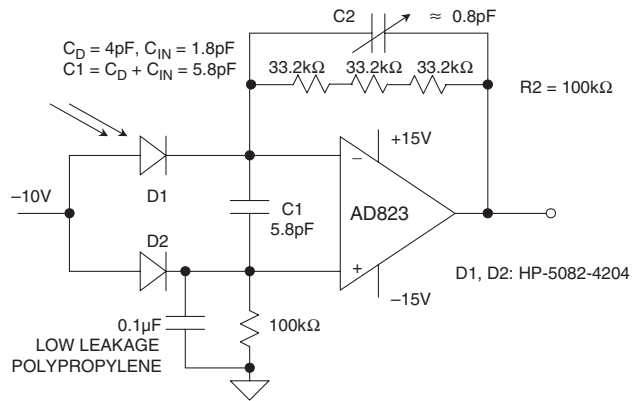 C2 ≈ 0.8pF
C_D = 4pF, C_IN = 1.8pF
C1 = C_D + C_IN = 5.8pF
33.2kΩ 33.2kΩ 33.2kΩ
R2 = 100kΩ
+15V
–10V
D1
–
AD823
C1
5.8pF
D2
+
D1, D2: HP-5082-4204
–15V
0.1µF
100kΩ
LOW LEAKAGE
POLYPROPYLENE